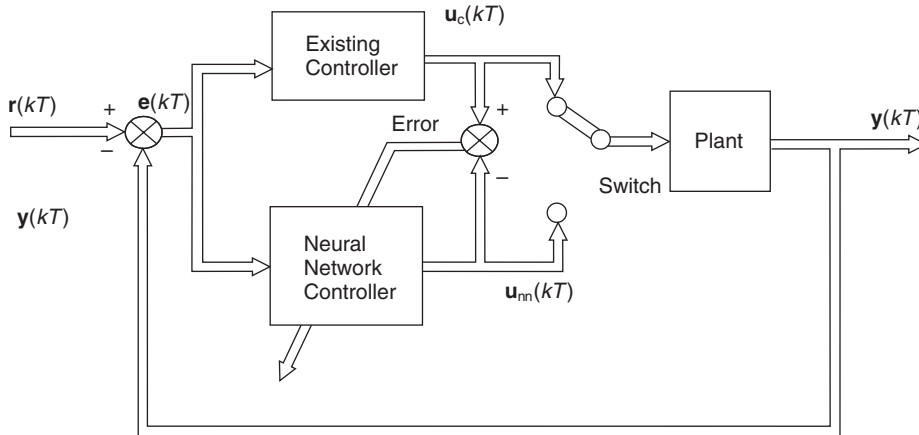 u_c(kT)
Existing
Controller
r(kT)
+
−
e(kT)
Error
+
−
Plant
y(kT)
Switch
y(kT)
Neural
Network
Controller
u_nn(kT)